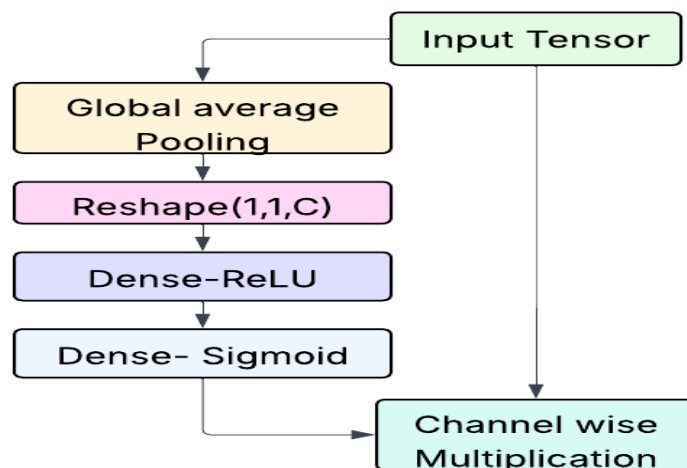 Input Tensor
Global average
Pooling
Reshape(1,1,C)
Dense-ReLU
Dense- Sigmoid
Channel wise
Multiplication